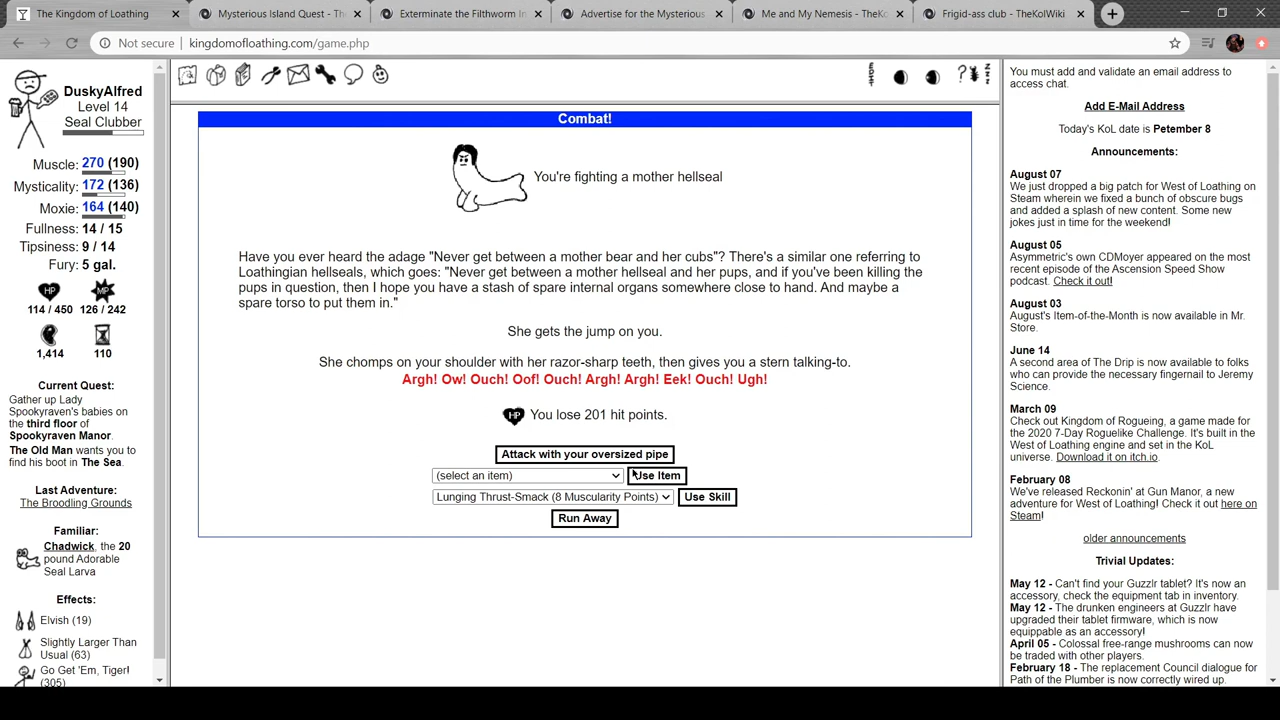 The Kingdom of Loathing
Mysterious Island Quest - The
Exterminate the Filthworm In
Advertise for the Mysterious
Me and My Nemesis - TheKo
Frigid-ass club - TheKolWiki
Not secure
kingdomofloathing.com/game.php
DuskyAlfred
Level 14
Seal Clubber
Muscle: 270 (190)
Mysticality: 172 (136)
Moxie: 164 (140)
Fullness: 14 / 15
Tipsiness: 9 / 14
Fury: 5 gal.
HP
MP
114 / 450
126 / 242
1,414
110
Current Quest:
Gather up Lady
Spookyraven's babies on
the third floor of
Spookyraven Manor.
The Old Man wants you to
find his boot in The Sea.
Last Adventure:
The Broodling Grounds
Familiar:
Chadwick, the 20
pound Adorable
Seal Larva
Effects:
Elvish (19)
Slightly Larger Than
Usual (63)
Go Get 'Em, Tiger!
(305)
Combat!
You're fighting a mother hellseal
Have you ever heard the adage "Never get between a mother bear and her cubs"? There's a similar one referring to
Loathingian hellseals, which goes: "Never get between a mother hellseal and her pups, and if you've been killing the
pups in question, then I hope you have a stash of spare internal organs somewhere close to hand. And maybe a
spare torso to put them in."
She gets the jump on you.
She chomps on your shoulder with her razor-sharp teeth, then gives you a stern talking-to.
Argh! Ow! Ouch! Oof! Ouch! Argh! Argh! Eek! Ouch! Ugh!
HP
You lose 201 hit points.
Attack with your oversized pipe
(select an item)
Use Item
Lunging Thrust-Smack (8 Muscularity Points)
Use Skill
Run Away
You must add and validate an email address to
access chat.
Add E-Mail Address
Today's KoL date is Petember 8
Announcements:
August 07
We just dropped a big patch for West of Loathing on
Steam wherein we fixed a bunch of obscure bugs
and added a splash of new content. Some new
jokes just in time for the weekend!
August 05
Asymmetric's own CDMoyer appeared on the most
recent episode of the Ascension Speed Show
podcast. Check it out!
August 03
August's Item-of-the-Month is now available in Mr.
Store.
June 14
A second area of The Drip is now available to folks
who can provide the necessary fingernail to Jeremy
Science.
March 09
Check out Kingdom of Rogueing, a game made for
the 2020 7-Day Roguelike Challenge. It's built in the
West of Loathing engine and set in the KoL
universe. Download it on itch.io.
February 08
We've released Reckonin' at Gun Manor, a new
adventure for West of Loathing! Check it out here on
Steam!
older announcements
Trivial Updates:
May 12 - Can't find your Guzzlr tablet? It's now an
accessory, check the equipment tab in inventory.
May 12 - The drunken engineers at Guzzlr have
upgraded their tablet firmware, which is now
equippable as an accessory!
April 05 - Colossal free-range mushrooms can now
be traded with other players.
February 18 - The replacement Council dialogue for
Path of the Plumber is now correctly wired up.